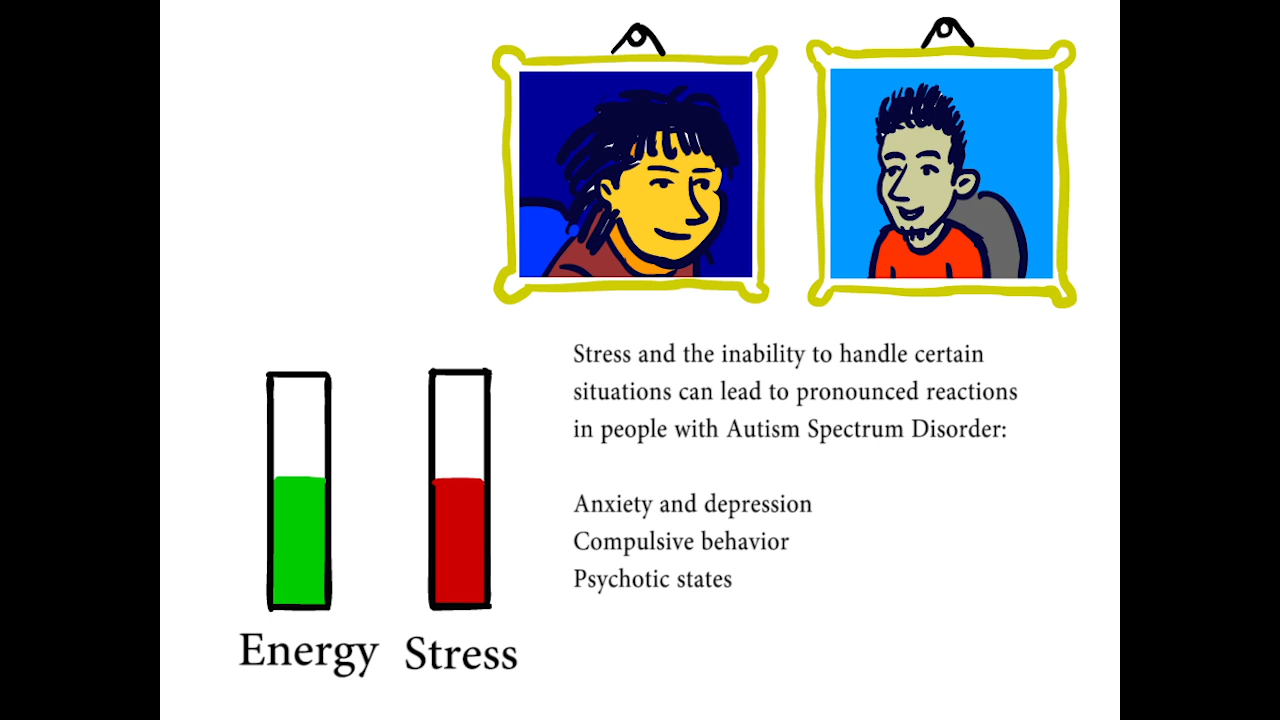 Stress and the inability to handle certain
situations can lead to pronounced reactions
in people with Autism Spectrum Disorder:
Anxiety and depression
Compulsive behavior
Psychotic states
Energy
Stress